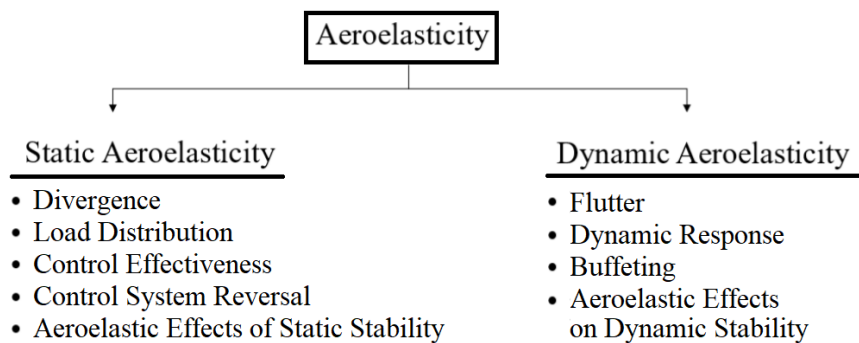 Aeroelasticity
Static Aeroelasticity
• Divergence
• Load Distribution
• Control Effectiveness
• Control System Reversal
• Aeroelastic Effects of Static Stability
Dynamic Aeroelasticity
• Flutter
• Dynamic Response
• Buffeting
• Aeroelastic Effects
on Dynamic Stability